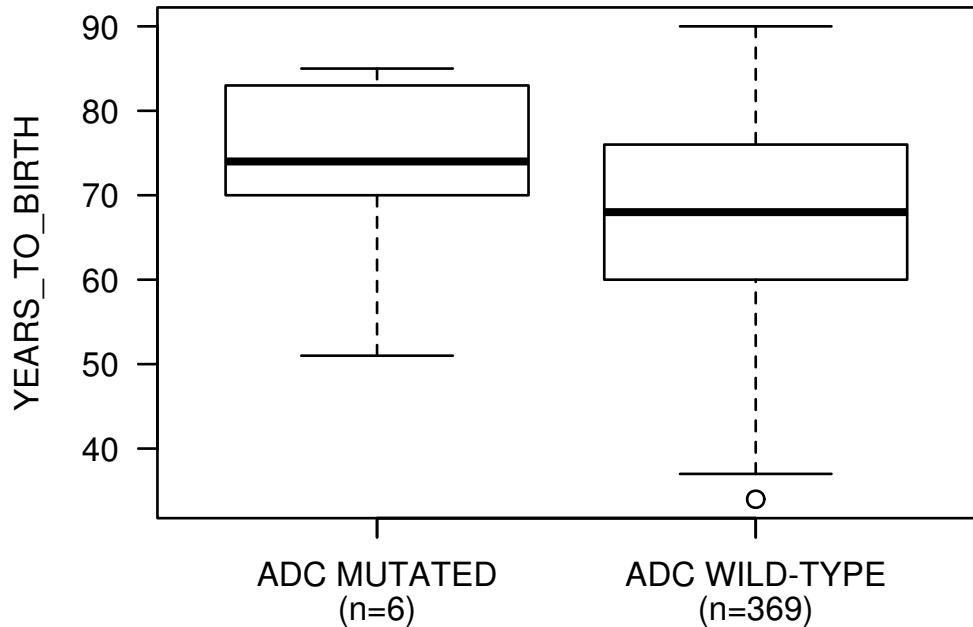 YEARS_TO_BIRTH
90
80
70
60
50
40
ADC MUTATED
(n=6)
ADC WILD-TYPE
(n=369)